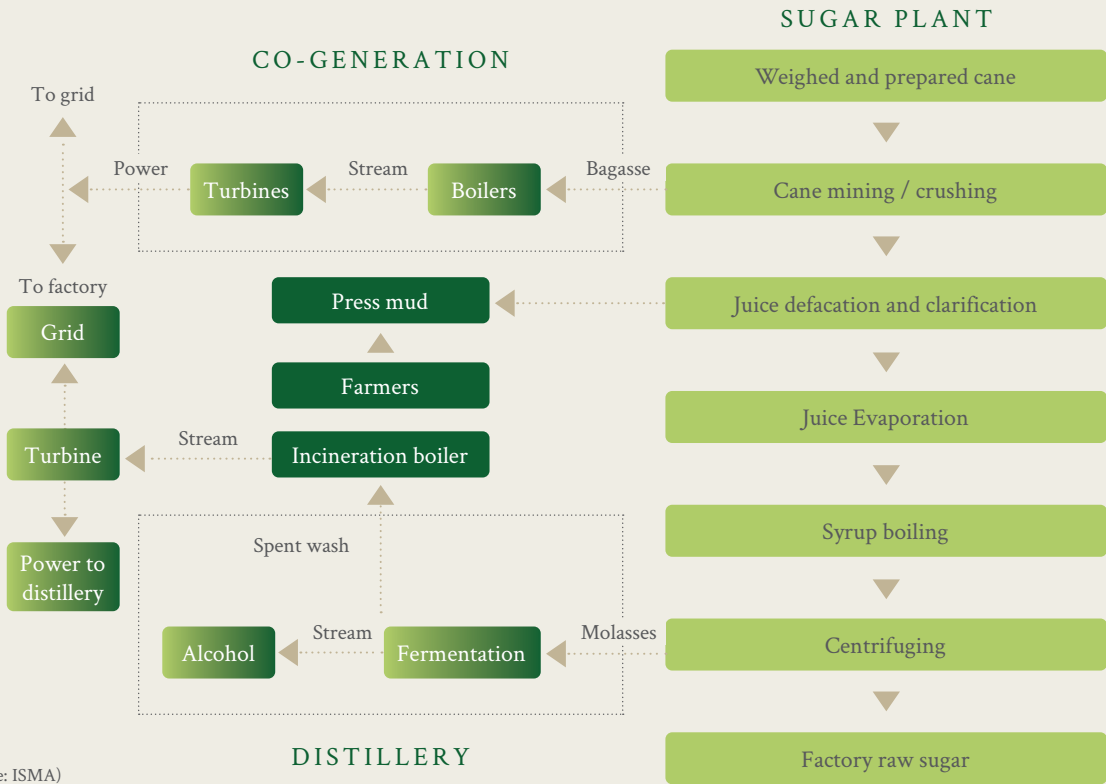 SUGAR PLANT
CO-GENERATION
Weighed and prepared cane
To grid
Power
Stream
Bagasse
Turbines
Boilers
Cane mining / crushing
To factory
Press mud
Juice defacation and clarification
Grid
Farmers
Juice Evaporation
Stream
Turbine
Incineration boiler
Spent wash
Syrup boiling
Power to
distillery
Stream
Molasses
Alcohol
Fermentation
Centrifuging
DISTILLERY
Factory raw sugar
e: ISMA)